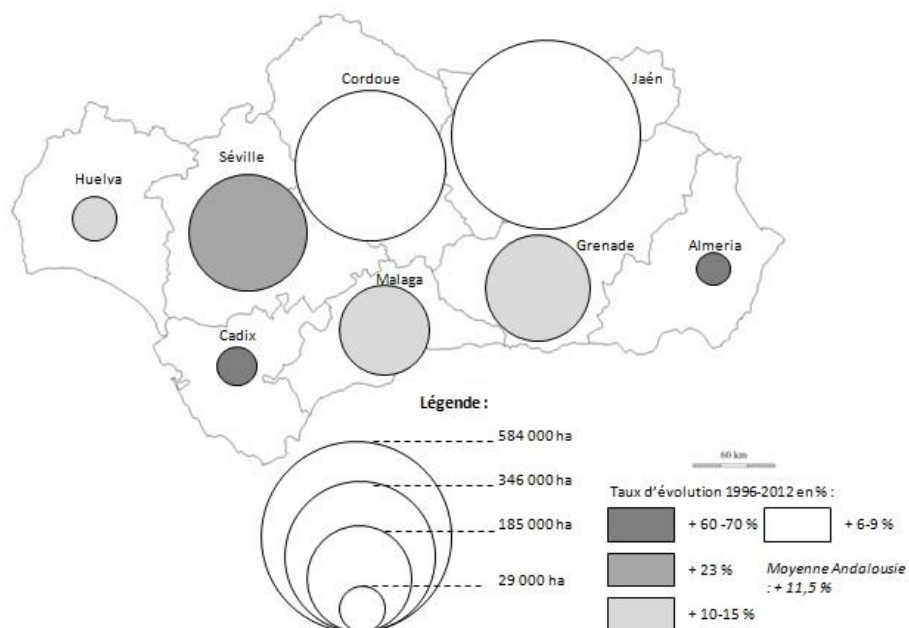 Cordoue
Jaén
Séville
Huelva
Grenade
Almeria
Malaga
Cadix
Légende :
584 000 ha
346 000 ha
185 000 ha
29 000 ha
60 km
Taux d'évolution 1996-2012 en % :
+ 60 -70 %
+ 6-9 %
+ 23 %
Moyenne Andalousie
: + 11,5 %
+ 10-15 %